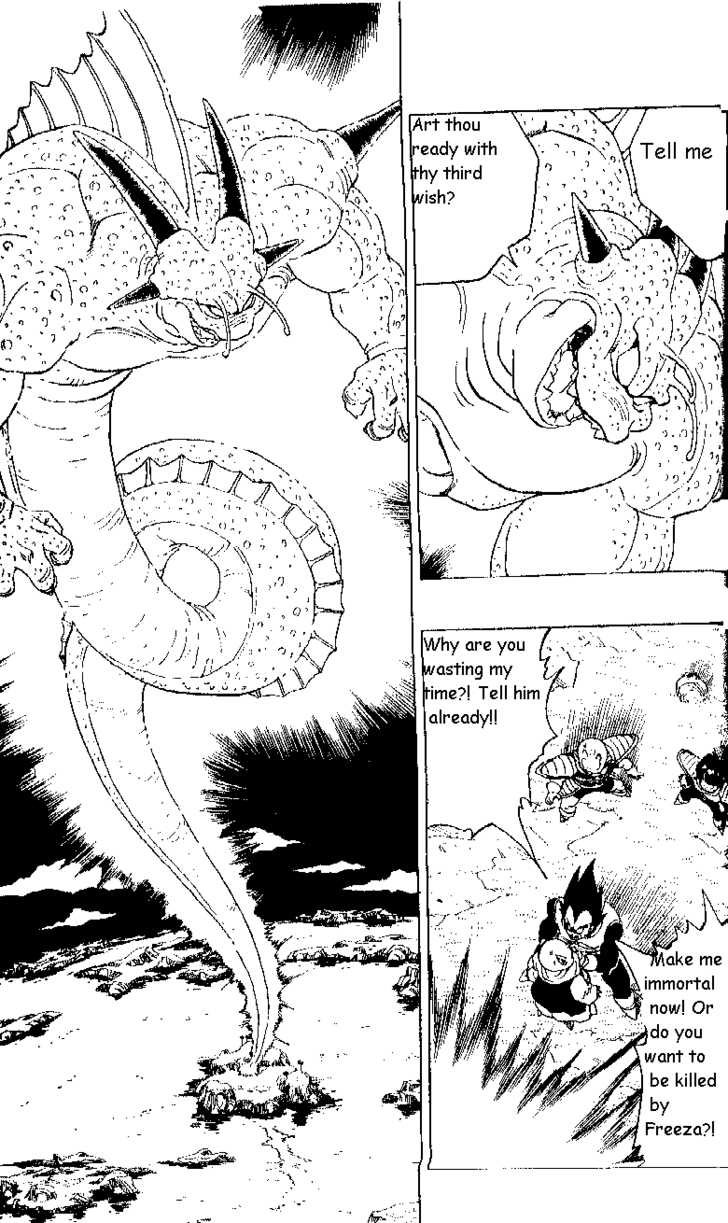 Art thou
ready with
thy third
wish?
Tell me
Why are you
wasting my
time?! Tell him
already!!
Make me
immortal
now! Or
do you
want to
be killed
by
Freeza?!